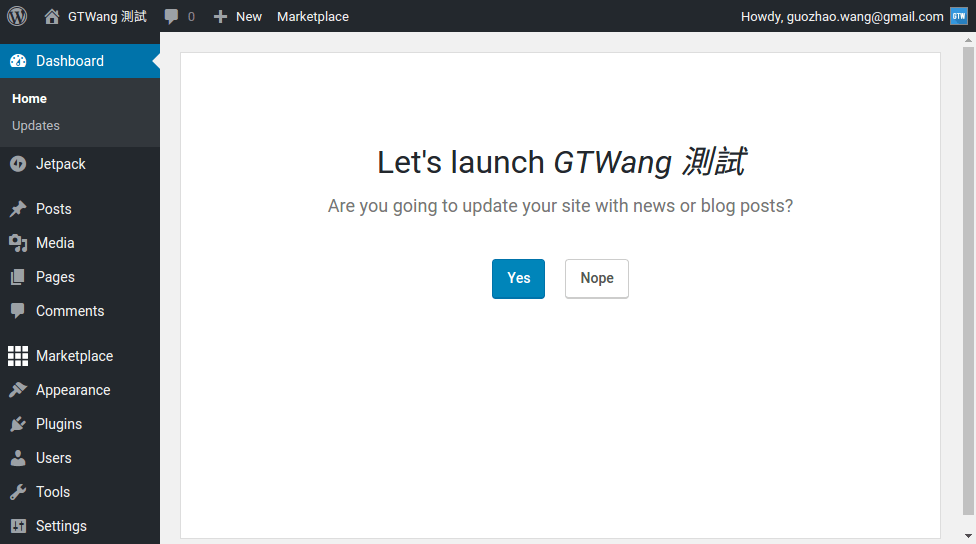 GTWang 測試 0 New Marketplace Howdy, guozhao.wang@gmail.com GTW
Dashboard
Home
Updates
Jetpack
Posts
Media
Pages
Comments
Marketplace
Appearance
Plugins
Users
Tools
Settings
Let's launch GTWang 測試
Are you going to update your site with news or blog posts?
Yes Nope